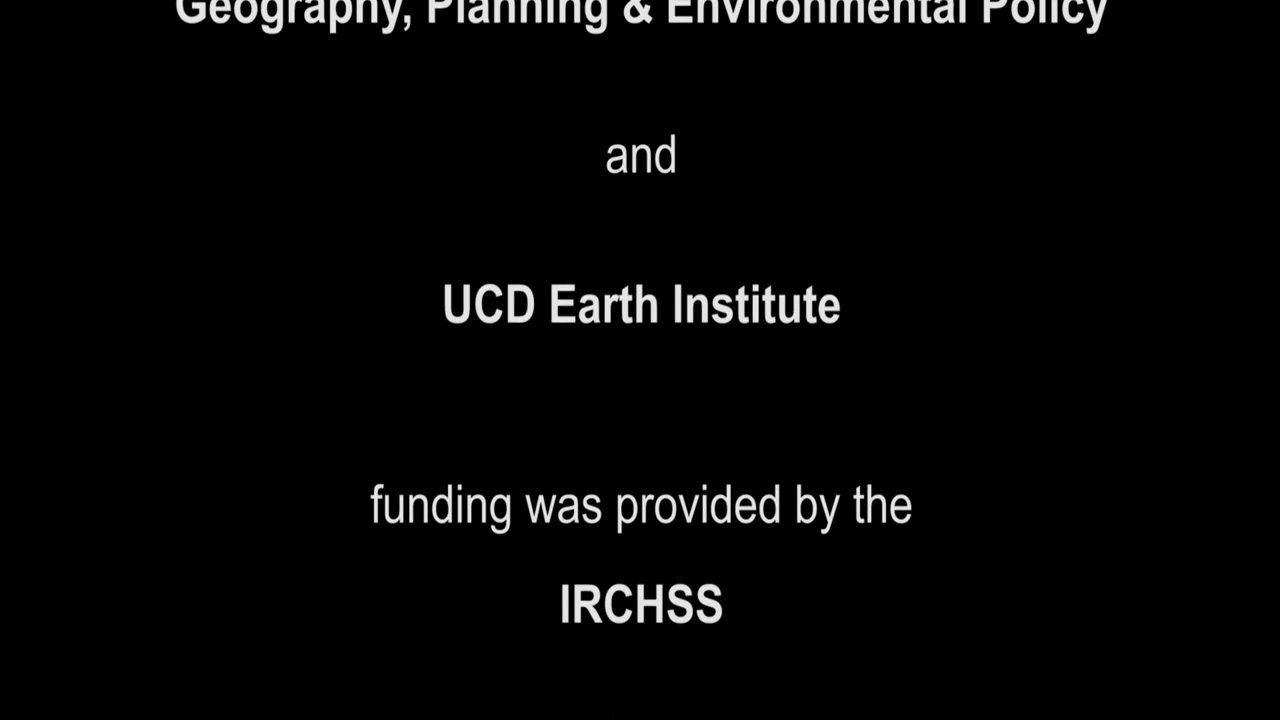 Geography, Planning & Environmental Policy
and
UCD Earth Institute
funding was provided by the
IRCHSS